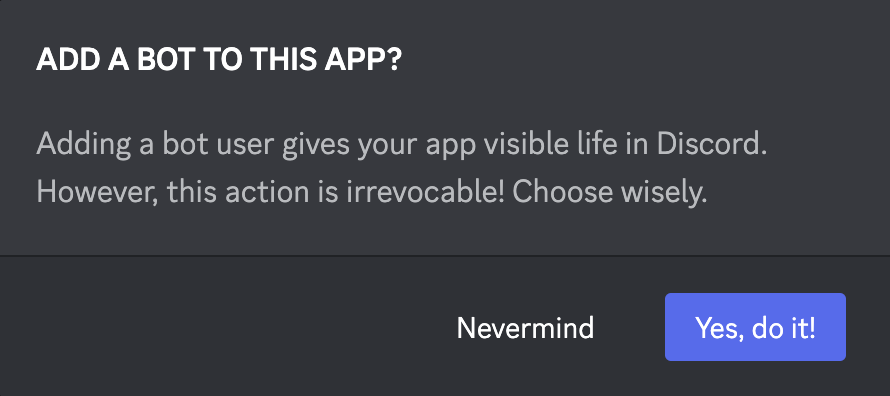 ADD A BOT TO THIS APP?
Adding a bot user gives your app visible life in Discord.
However, this action is irrevocable! Choose wisely.
Nevermind
Yes, do it!